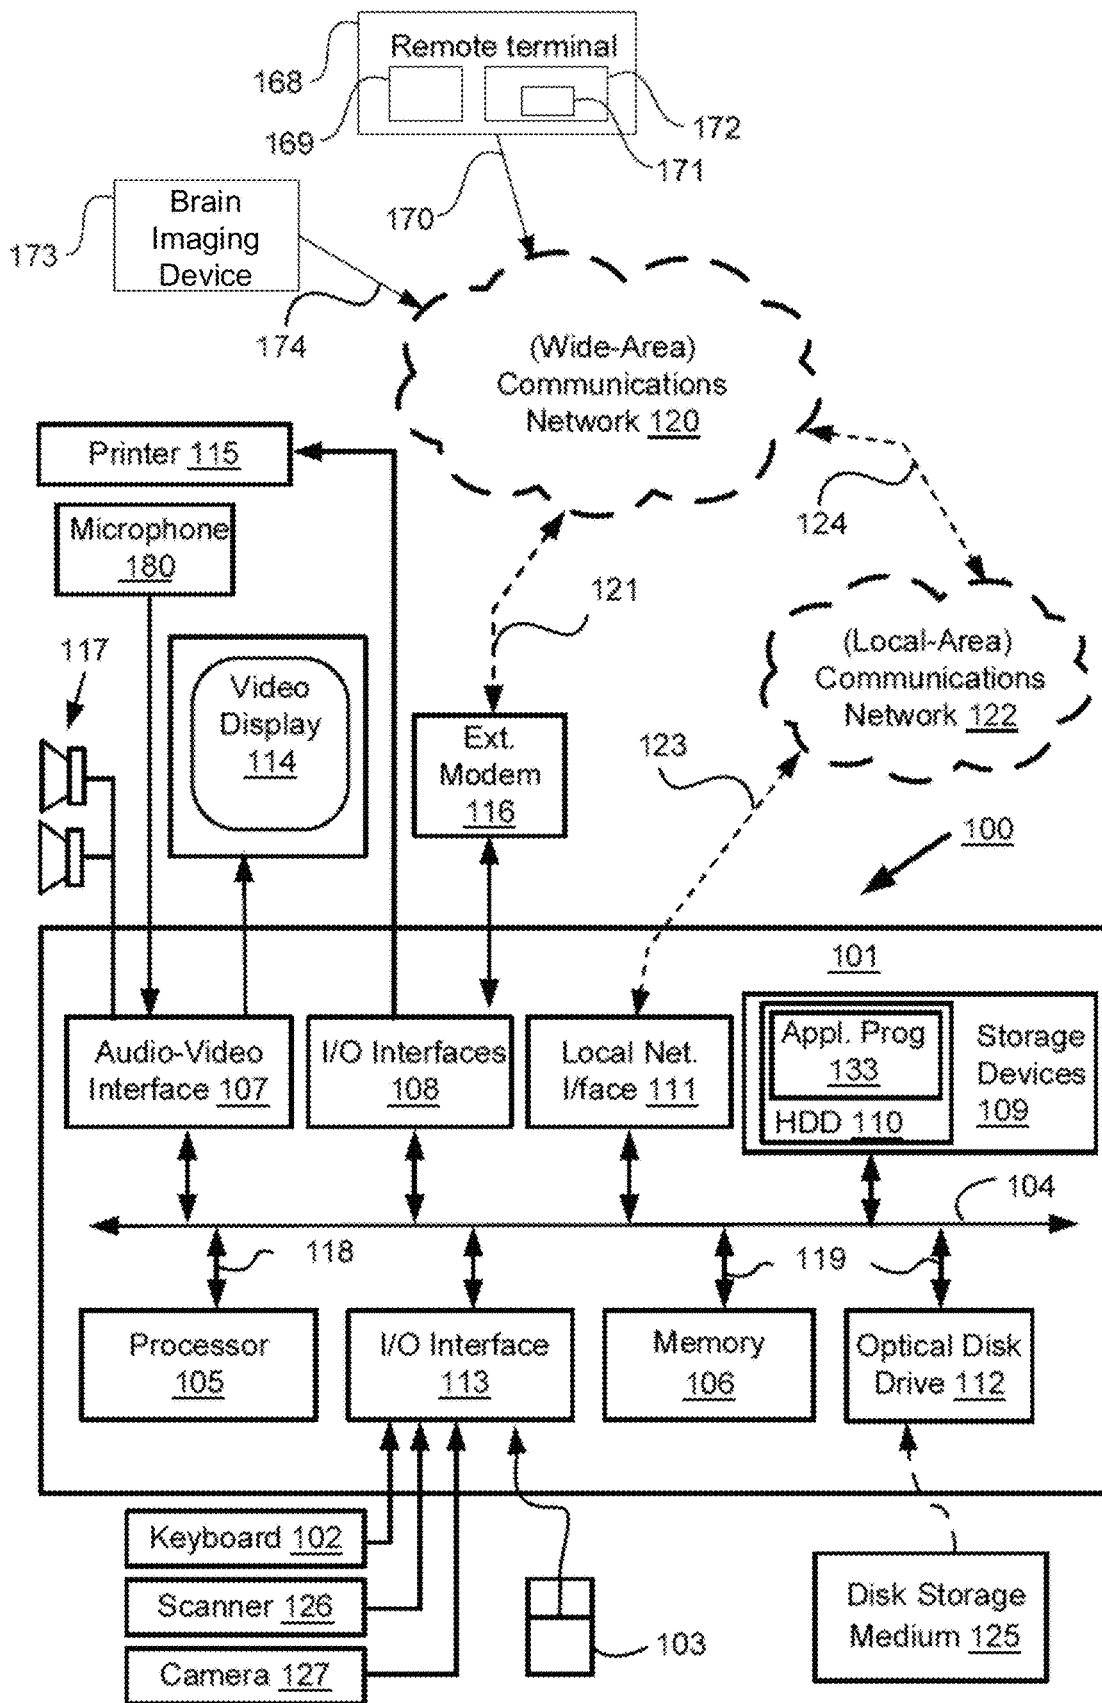 168
Remote terminal
169
172
171
170
173
Brain
Imaging
Device
174
(Wide-Area)
Communications
Network 120
Printer 115
124
Microphone
180
121
117
Video
Display
114
(Local-Area)
Communications
Network 122
Ext.
Modem
116
123
100
101
Audio-Video
Interface 107
I/O Interfaces
108
Local Net.
I/face 111
Appl. Prog
133
HDD 110
Storage
Devices
109
104
118
119
Processor
105
I/O Interface
113
Memory
106
Optical Disk
Drive 112
Keyboard 102
Scanner 126
Camera 127
103
Disk Storage
Medium 125